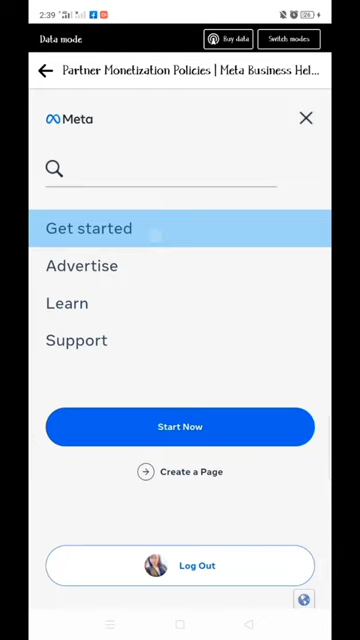 2:39
Data mode
Buy data
Switch modes
Partner Monetization Policies | Meta Business Hel...
Meta
Get started
Advertise
Learn
Support
Start Now
Create a Page
Log Out